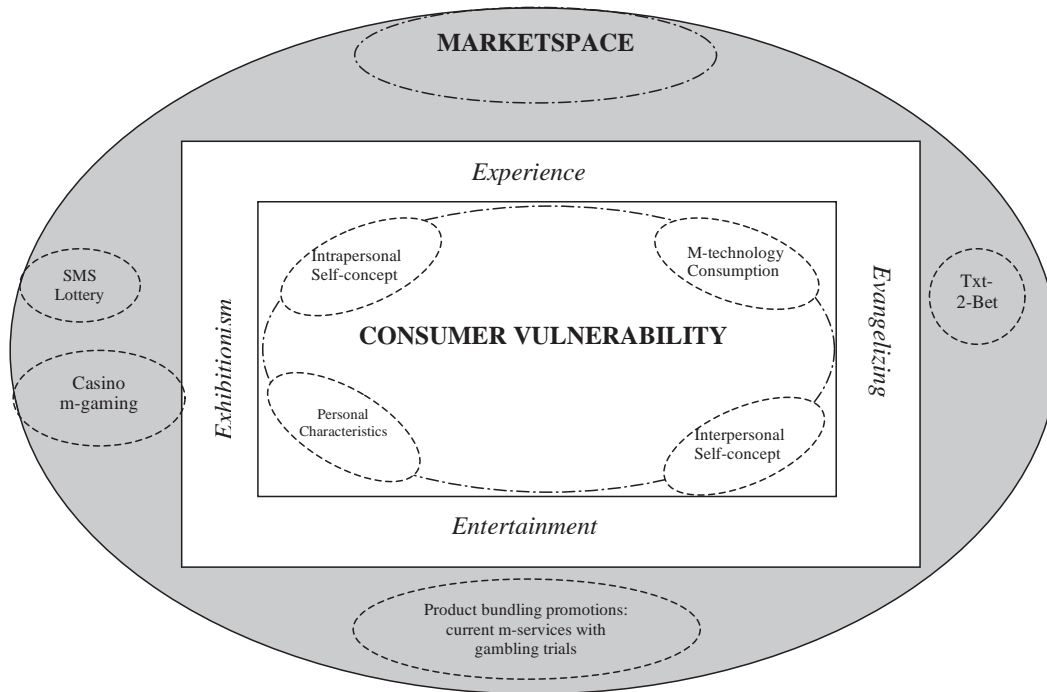 MARKETSPACE
Experience
Intrapersonal
Self-concept
M-technology
Consumption
SMS
Lottery
Txt-
2-Bet
Exhibitionism
Evangelizing
CONSUMER VULNERABILITY
Casino
m-gaming
Personal
Characteristics
Interpersonal
Self-concept
Entertainment
Product bundling promotions:
current m-services with
gambling trials